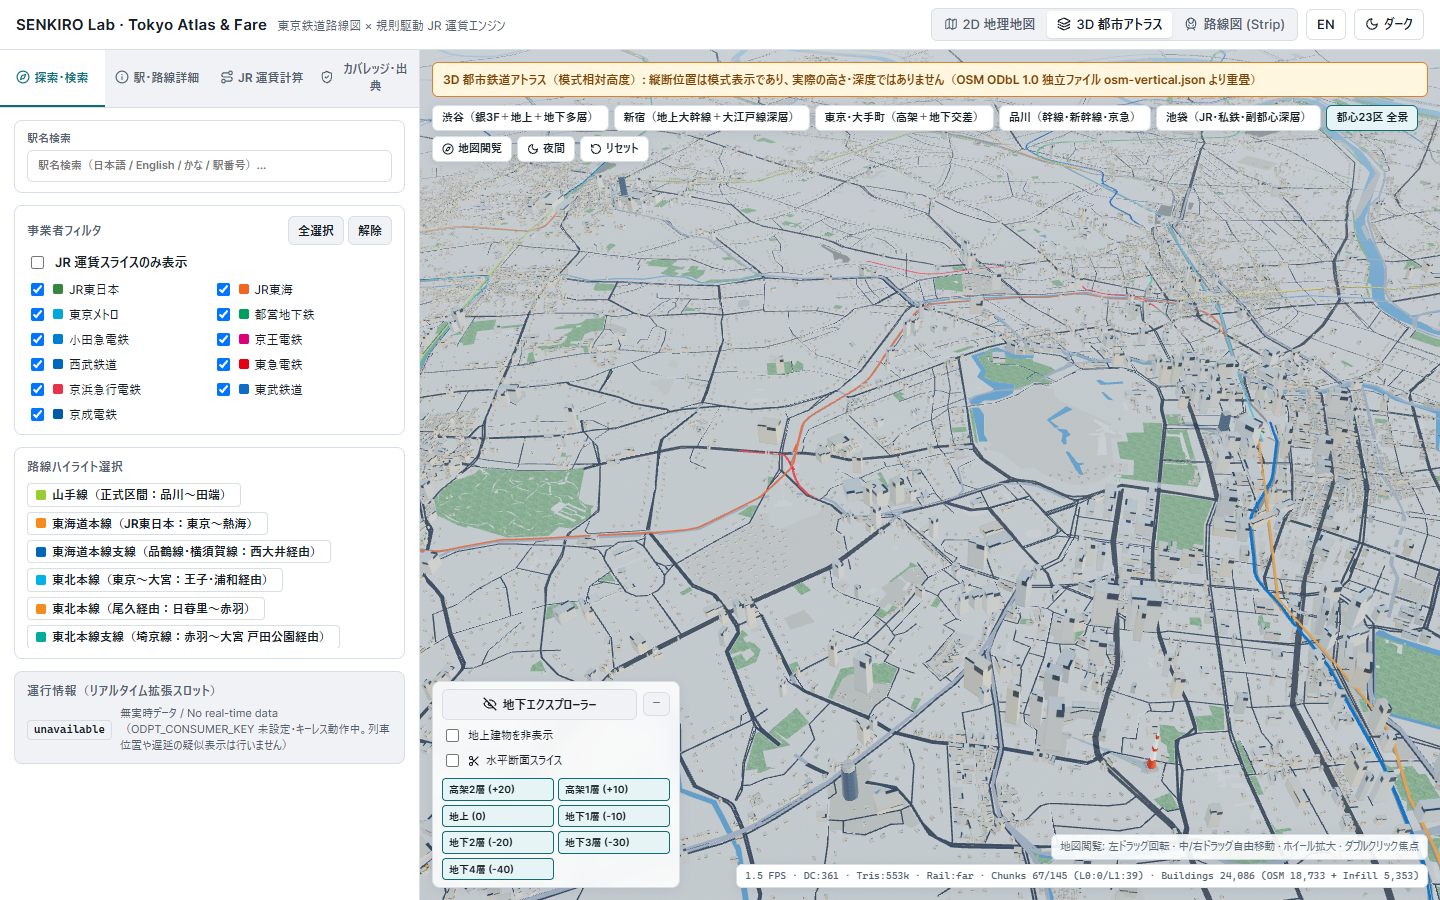 SENKIRO Lab · Tokyo Atlas & Fare 東京鉄道路線図 × 規則駆動 JR 運賃エンジン
2D 地理地図 3D 都市アトラス 路線図 (Strip) EN ダーク
探索・検索 駅・路線詳細 JR 運賃計算 カバレッジ・出典
駅名検索
駅名検索（日本語 / English / かな / 駅番号）...
事業者フィルタ 全選択 解除
JR 運賃スライスのみ表示
JR東日本 JR東海
東京メトロ 都営地下鉄
小田急電鉄 京王電鉄
西武鉄道 東急電鉄
京浜急行電鉄 東武鉄道
京成電鉄
路線ハイライト選択
山手線（正式区間：品川〜田端）
東海道本線（JR東日本：東京〜熱海）
東海道本線支線（品鶴線・横須賀線：西大井経由）
東北本線（東京〜大宮：王子・浦和経由）
東北本線（尾久経由：日暮里〜赤羽）
東北本線支線（埼京線：赤羽〜大宮 戸田公園経由）
運行情報（リアルタイム拡張スロット）
unavailable
無実時データ / No real-time data
（ODPT_CONSUMER_KEY 未設定・キーレス動作中。列車
位置や遅延の疑似表示は行いません）
3D 都市鉄道アトラス（模式相対高度）: 縦断位置は模式表示であり、実際の高さ・深度ではありません（OSM ODbL 1.0 独立ファイル osm-vertical.json より重畳）
渋谷（銀3F＋地上＋地下多層） 新宿（地上大幹線＋大江戸線深層） 東京・大手町（高架＋地下交差） 品川（幹線・新幹線・京急） 池袋（JR・私鉄・副都心深層） 都心23区 全景
地図閲覧 夜間 リセット
地下エクスプローラー −
地上建物を非表示
水平断面スライス
高架2層 (+20) 高架1層 (+10)
地上 (0) 地下1層 (-10)
地下2層 (-20) 地下3層 (-30)
地下4層 (-40)
地図閲覧: 左ドラッグ回転 · 中/右ドラッグ自由移動 · ホイール拡大 · ダブルクリック焦点
1.5 FPS · DC:361 · Tris:553k · Rail:far · Chunks 67/145 (L0:0/L1:39) · Buildings 24,086 (OSM 18,733 + Infill 5,353)